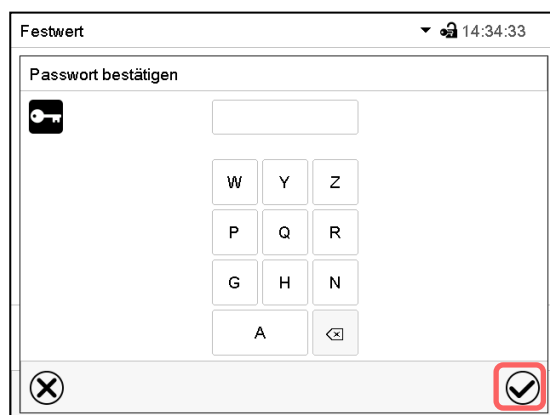 Festwert 14:34:33
Passwort bestätigen
W Y Z
P Q R
G H N
A